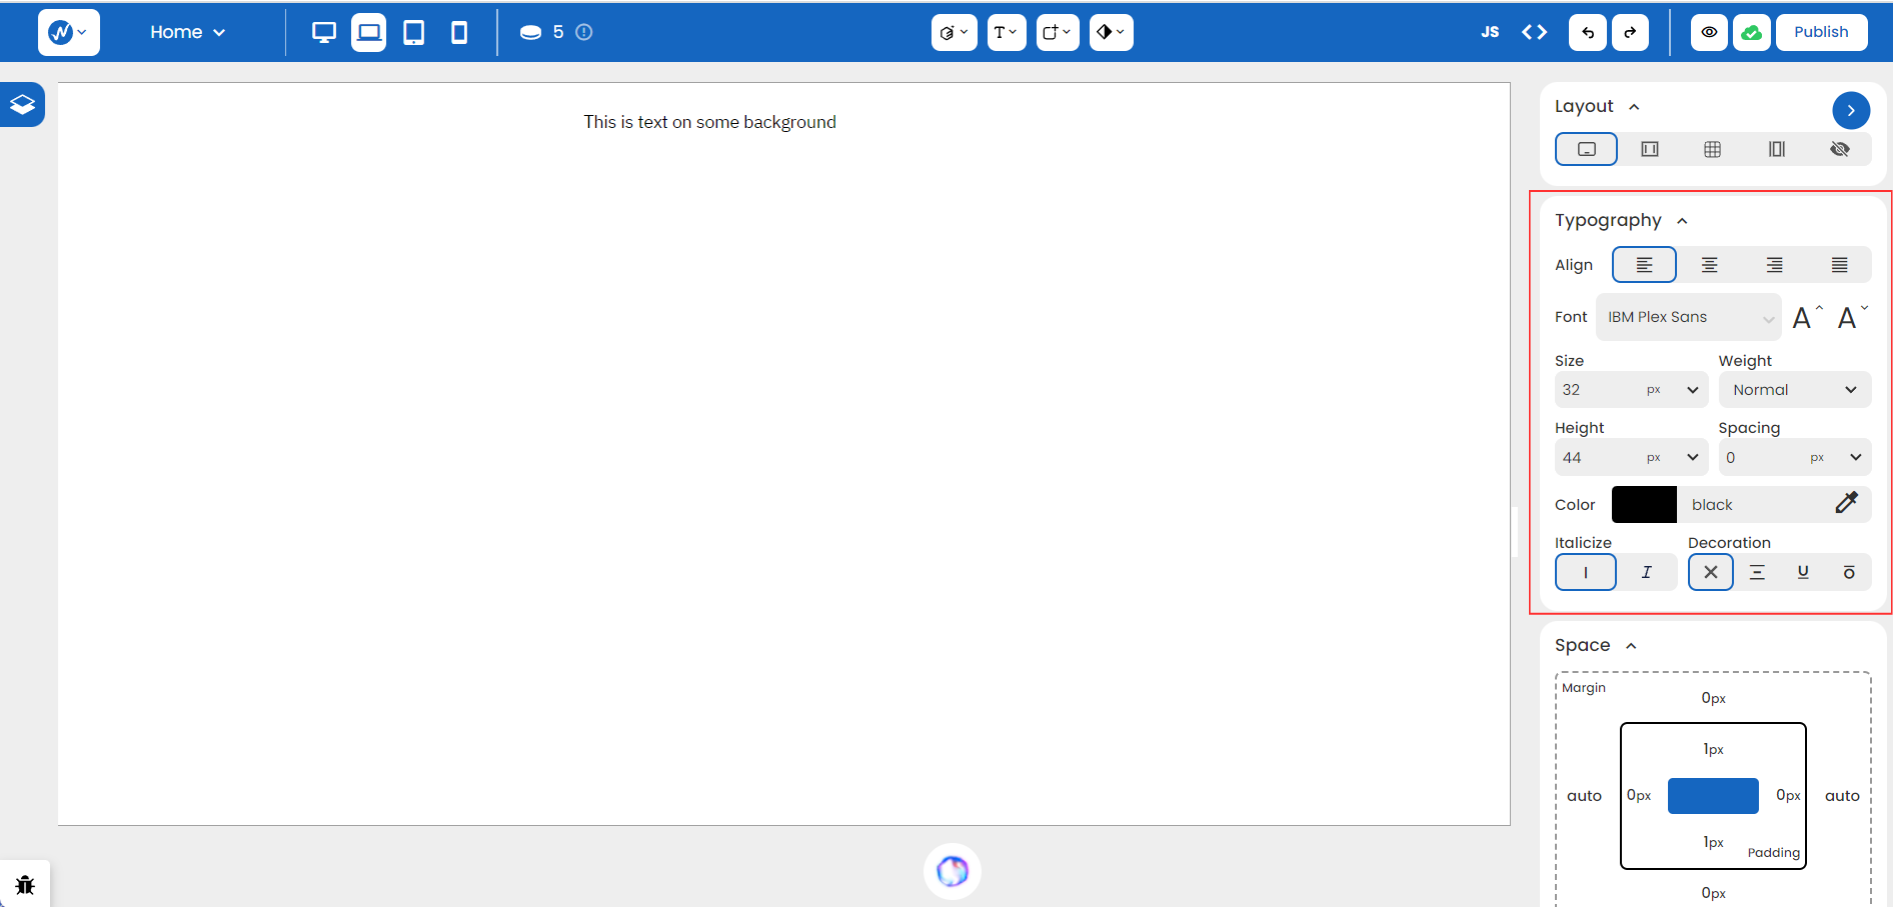 Home
5
JS
Publish
This is text on some background
Layout
Typography
Align
Font IBM Plex Sans A A
Size Weight
32 px Normal
Height Spacing
44 px 0 px
Color black
Italicize Decoration
I I U O
Space
Margin
0px
1px
auto 0px 0px auto
1px
Padding
0px